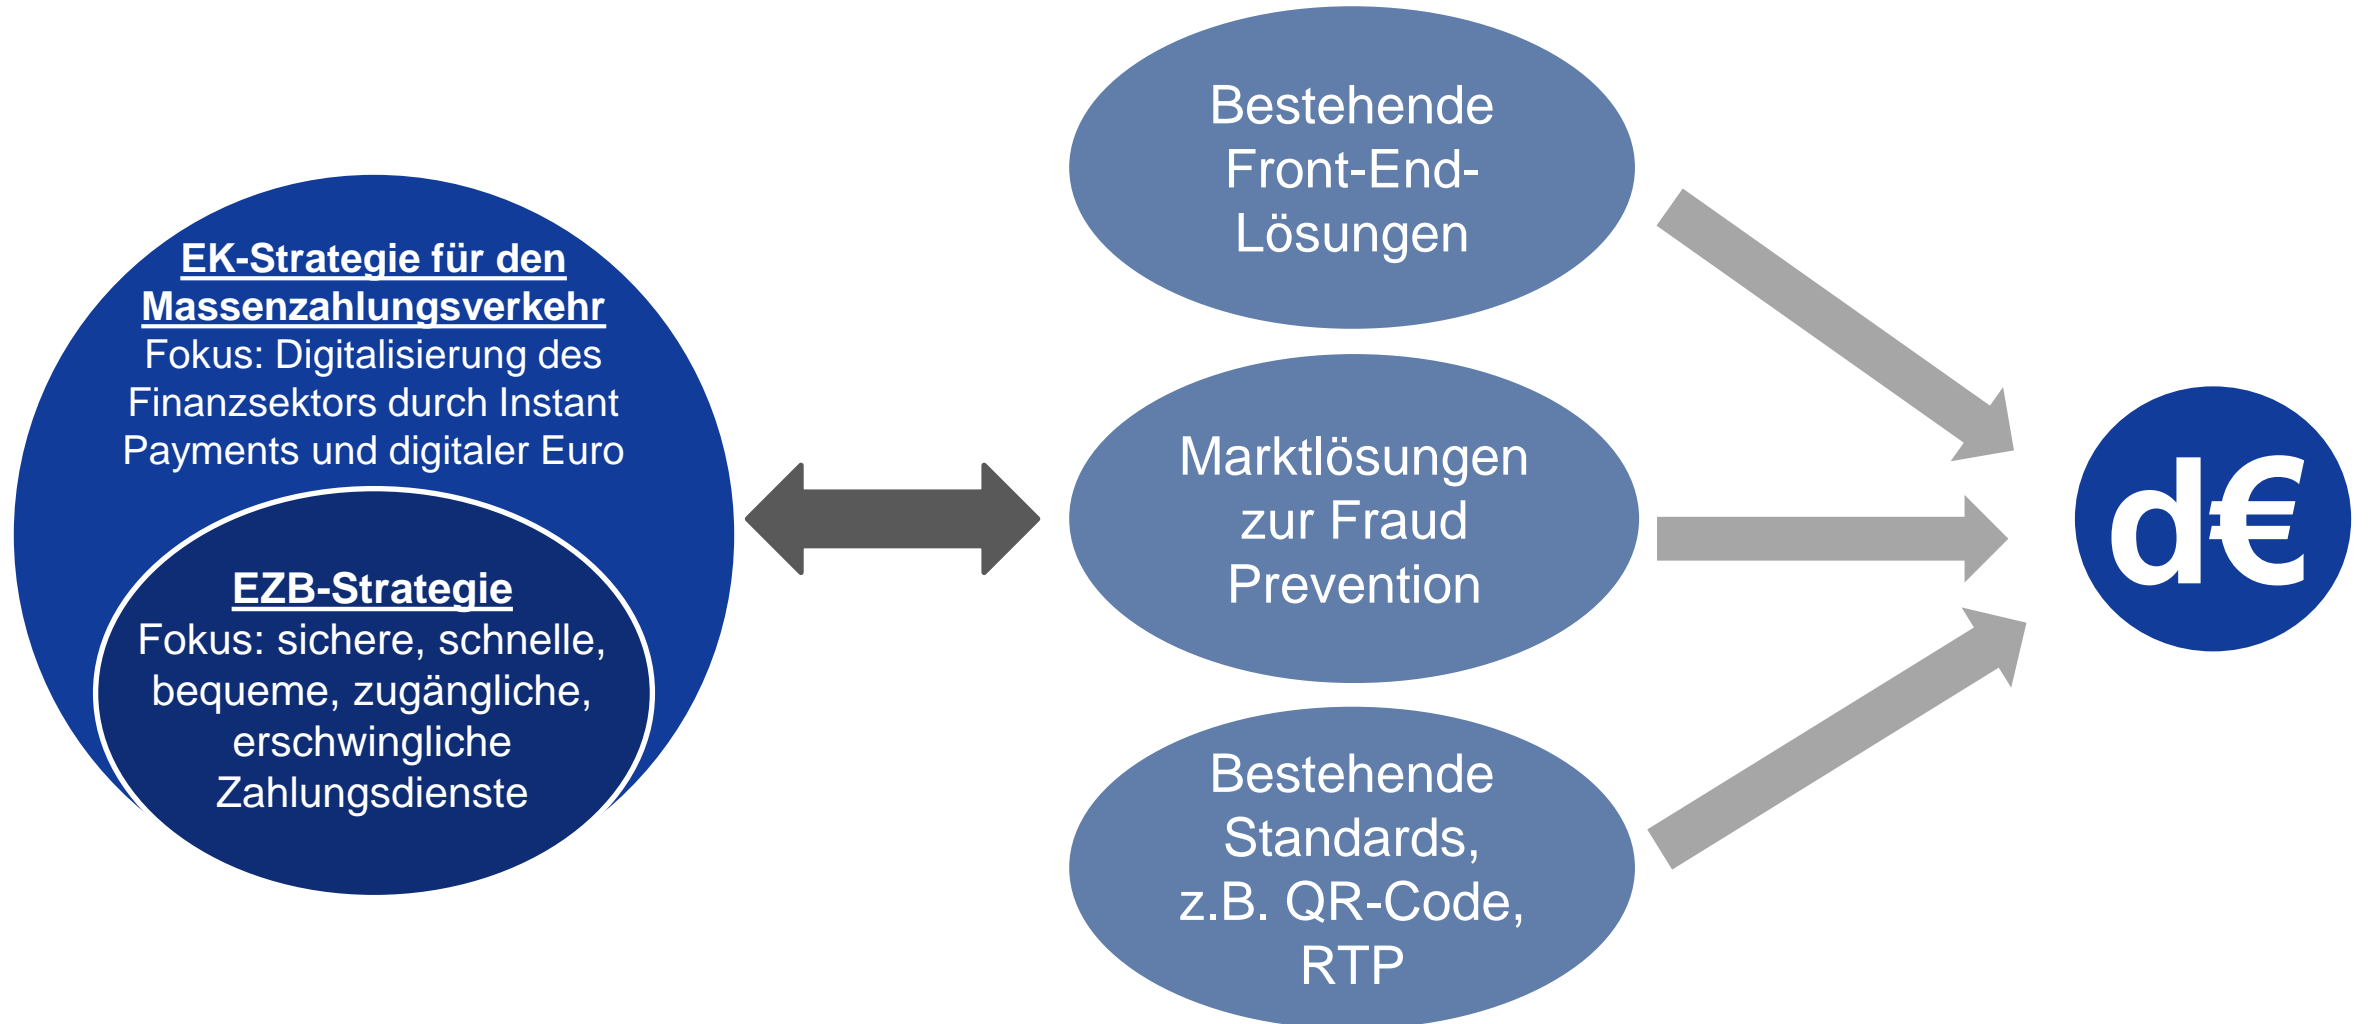 EK-Strategie für den
Massenzahlungsverkehr
Fokus: Digitalisierung des
Finanzsektors durch Instant
Payments und digitaler Euro
EZB-Strategie
Fokus: sichere, schnelle,
bequeme, zugängliche,
erschwingliche
Zahlungsdienste
Bestehende
Front-End-
Lösungen
Marktlösungen
zur Fraud
Prevention
Bestehende
Standards,
z.B. QR-Code,
RTP
d€